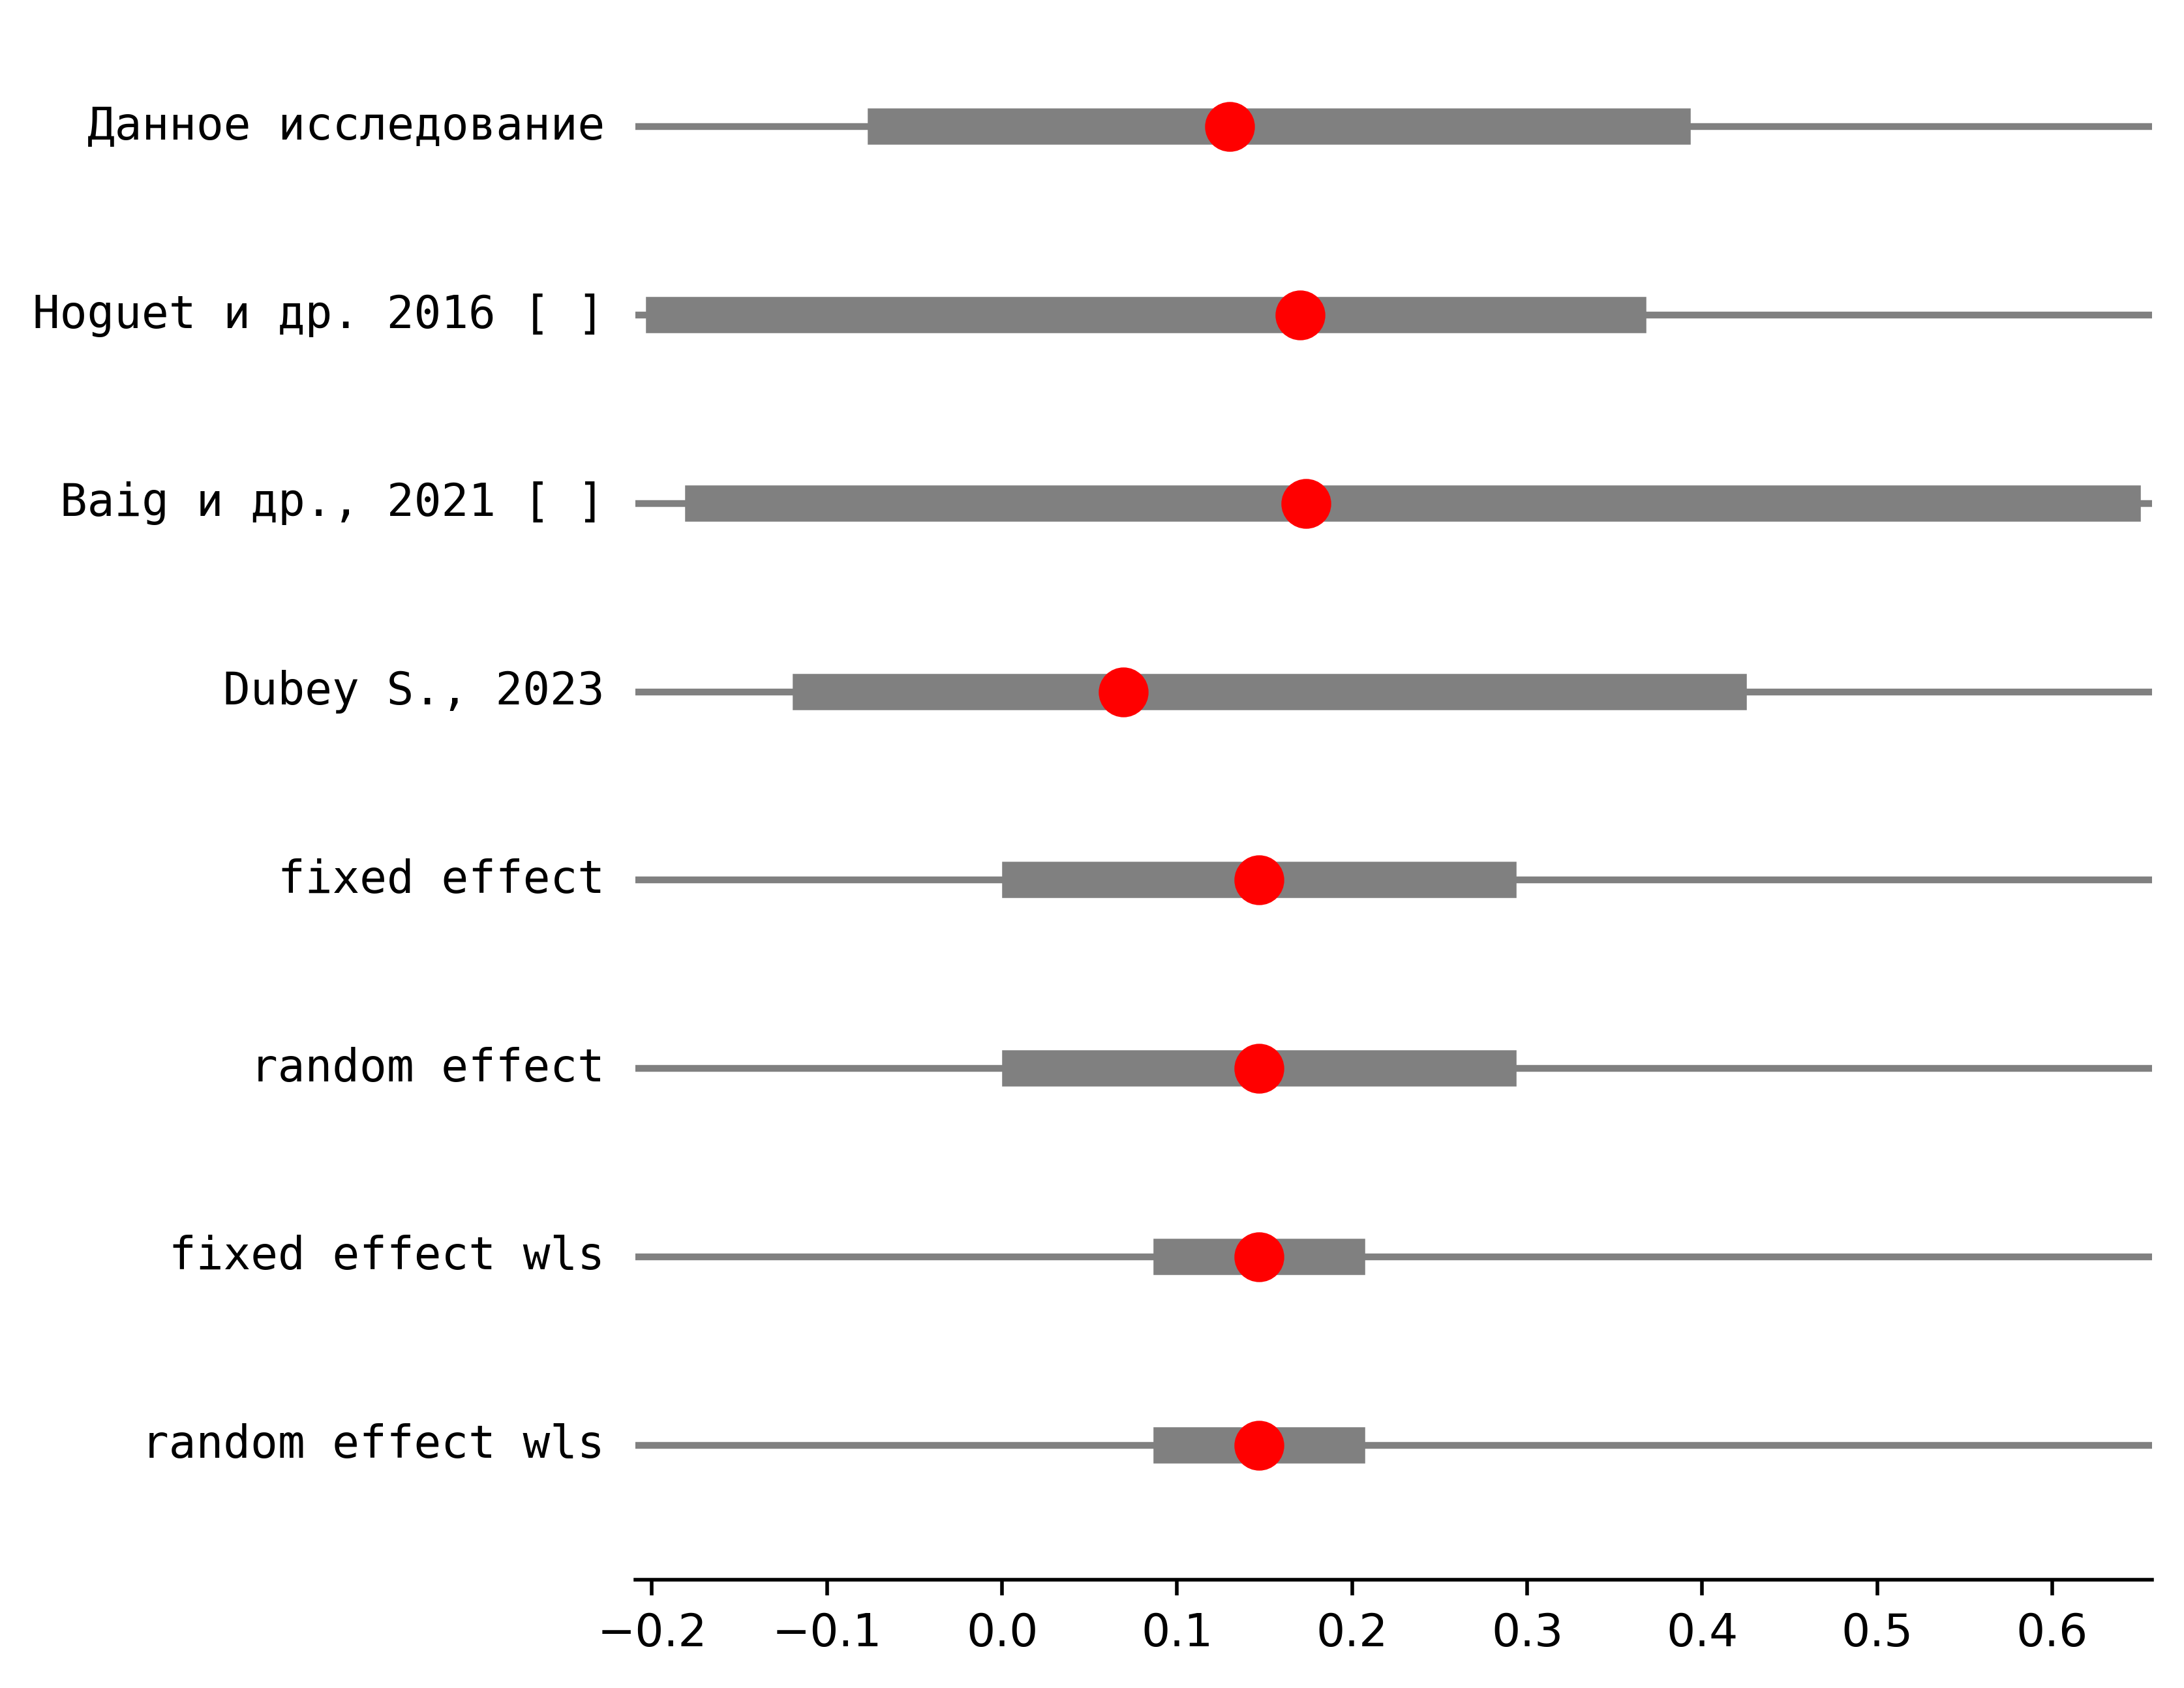 Данное исследование
Hoguet и др. 2016 [ ]
Baig и др., 2021 [ ]
Dubey S., 2023
fixed effect
random effect
fixed effect wls
random effect wls
−0.2 −0.1 0.0 0.1 0.2 0.3 0.4 0.5 0.6